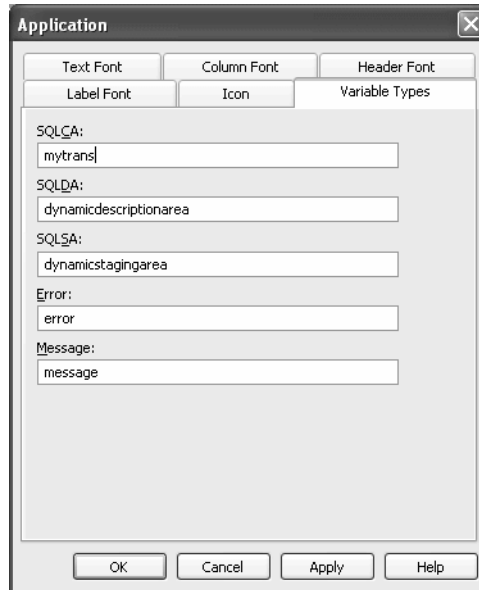 Application
Text Font Column Font Header Font
Label Font Icon Variable Types
SQLCA:
mytrans
SQLDA:
dynamicdescriptionarea
SQLSA:
dynamicstagingarea
Error:
error
Message:
message
OK Cancel Apply Help